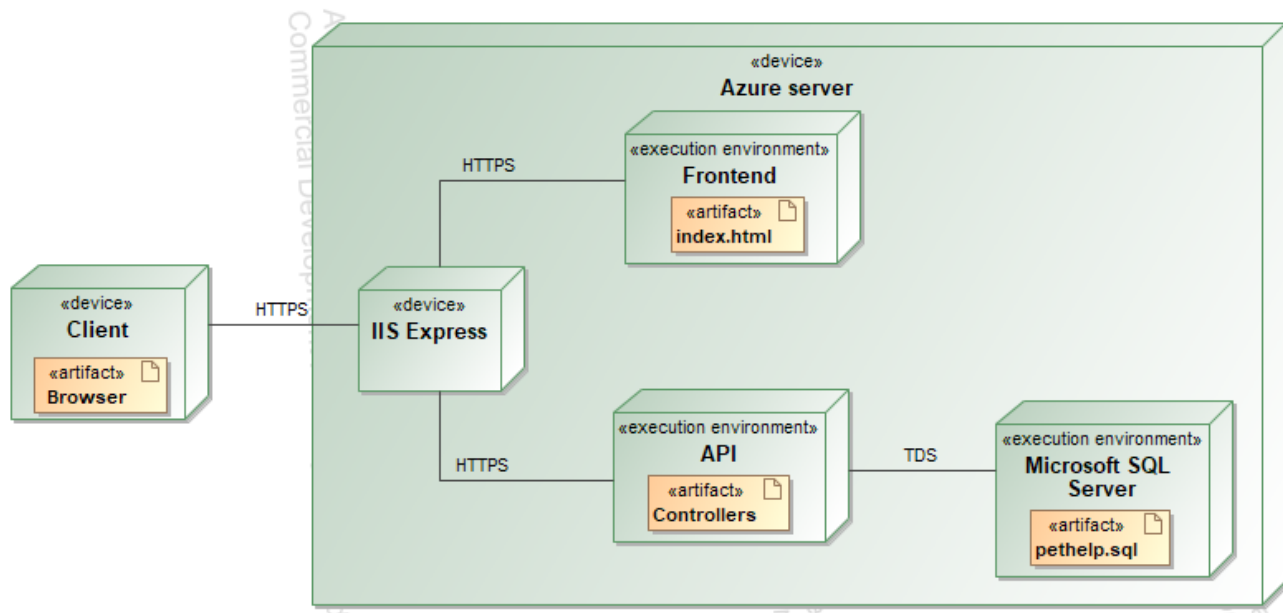 «device»
Azure server
«execution environment»
Frontend
«artifact»
index.html
HTTPS
«device»
Client
«artifact»
Browser
HTTPS
«device»
IIS Express
HTTPS
«execution environment»
API
«artifact»
Controllers
TDS
«execution environment»
Microsoft SQL
Server
«artifact»
pethelp.sql
Commercial